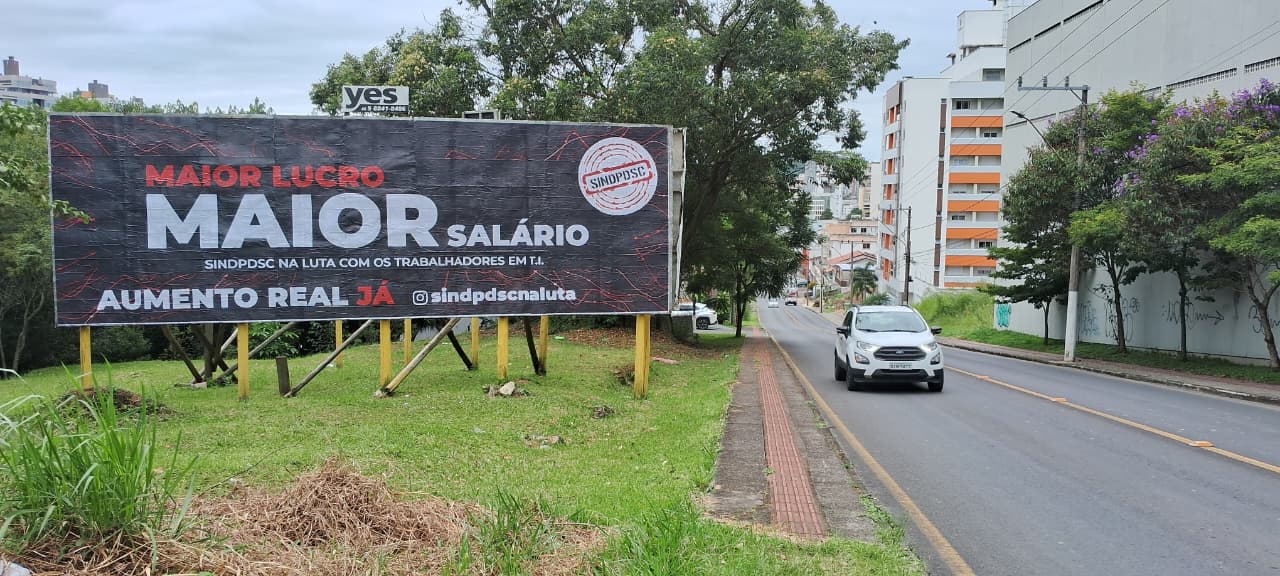 yes
MAIOR LUCRO
MAIOR SALÁRIO
SINDPDSC
SINDPDSC NA LUTA COM OS TRABALHADORES EM T.I.
AUMENTO REAL JÁ
sindpdscnaluta